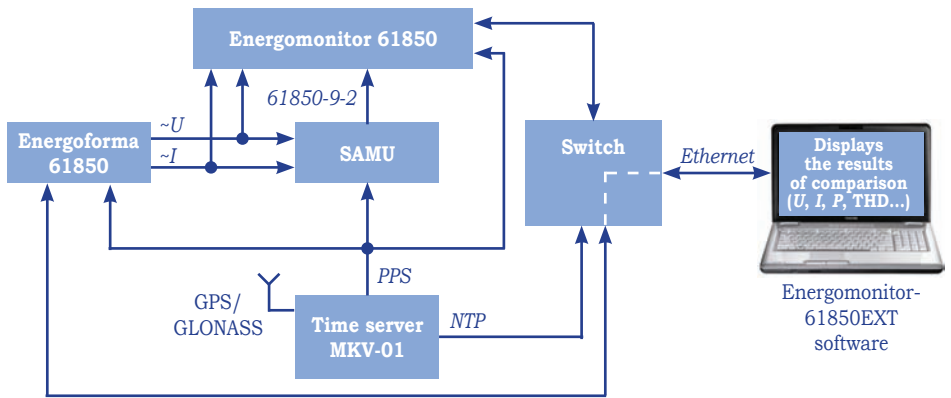 Energomonitor 61850
61850-9-2
~U
~I
Energoforma
61850
SAMU
Switch
Ethernet
Displays
the results
of comparison
(U, I, P, THD...)
Energomonitor-
61850EXT
software
PPS
GPS/
GLONASS
Time server
MKV-01
NTP